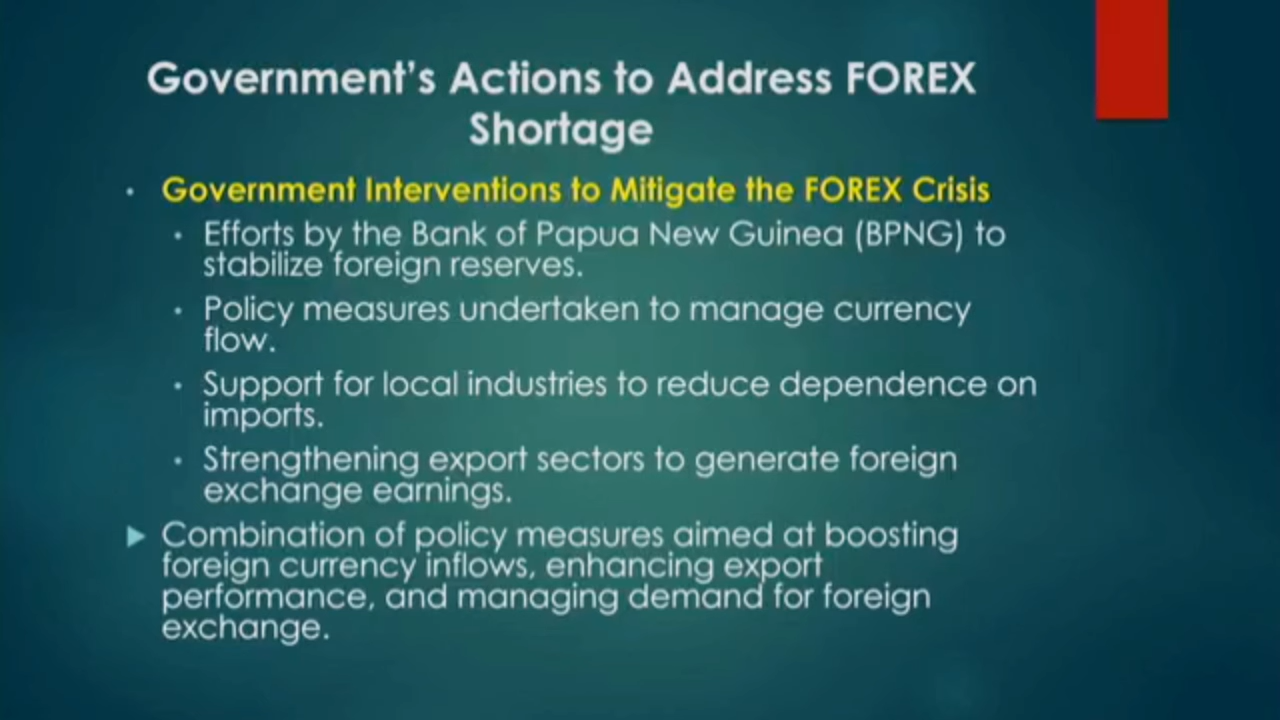 Government's Actions to Address FOREX
Shortage
• Government Interventions to Mitigate the FOREX Crisis
• Efforts by the Bank of Papua New Guinea (BPNG) to
stabilize foreign reserves.
• Policy measures undertaken to manage currency
flow.
• Support for local industries to reduce dependence on
imports.
• Strengthening export sectors to generate foreign
exchange earnings.
▶ Combination of policy measures aimed at boosting
foreign currency inflows, enhancing export
performance, and managing demand for foreign
exchange.